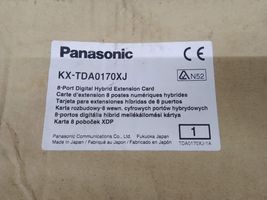 Panasonic
CE
KX-TDA0170XJ
N52
8-Port Digital Hybrid Extension Card
Carte d'extension 8 postes numériques hybrides
Tarjeta para extensiones híbridas de 8 puertos
Karta rozbudowy-8 wewn. cyfrowych portów hybrydowych
8-portos digitális hibrid mellékállomási kártya
Karta 8 poboček XDP
Panasonic Communications Co., Ltd. Fukuoka Japan
Made in Japan / Fabriqué au Japon / Fabricado en Japón
1
TDA0170XJ-1A